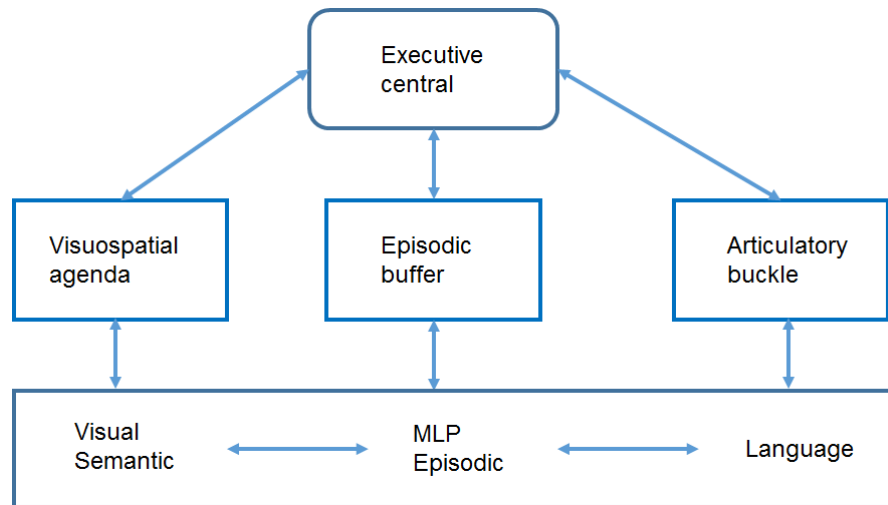 Executive
central
Visuospatial
agenda
Episodic
buffer
Articulatory
buckle
Visual
Semantic
MLP
Episodic
Language